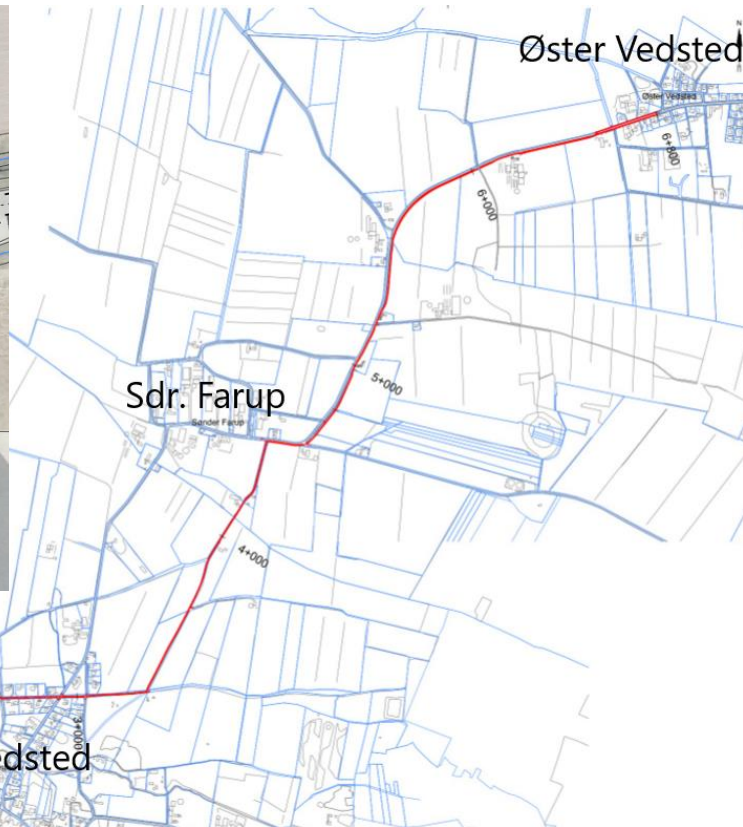 Øster Vedsted
N
Øster Vedsted
6+800
6+000
5+000
Sdr. Farup
Sønder Farup
4+000
3+000
edsted